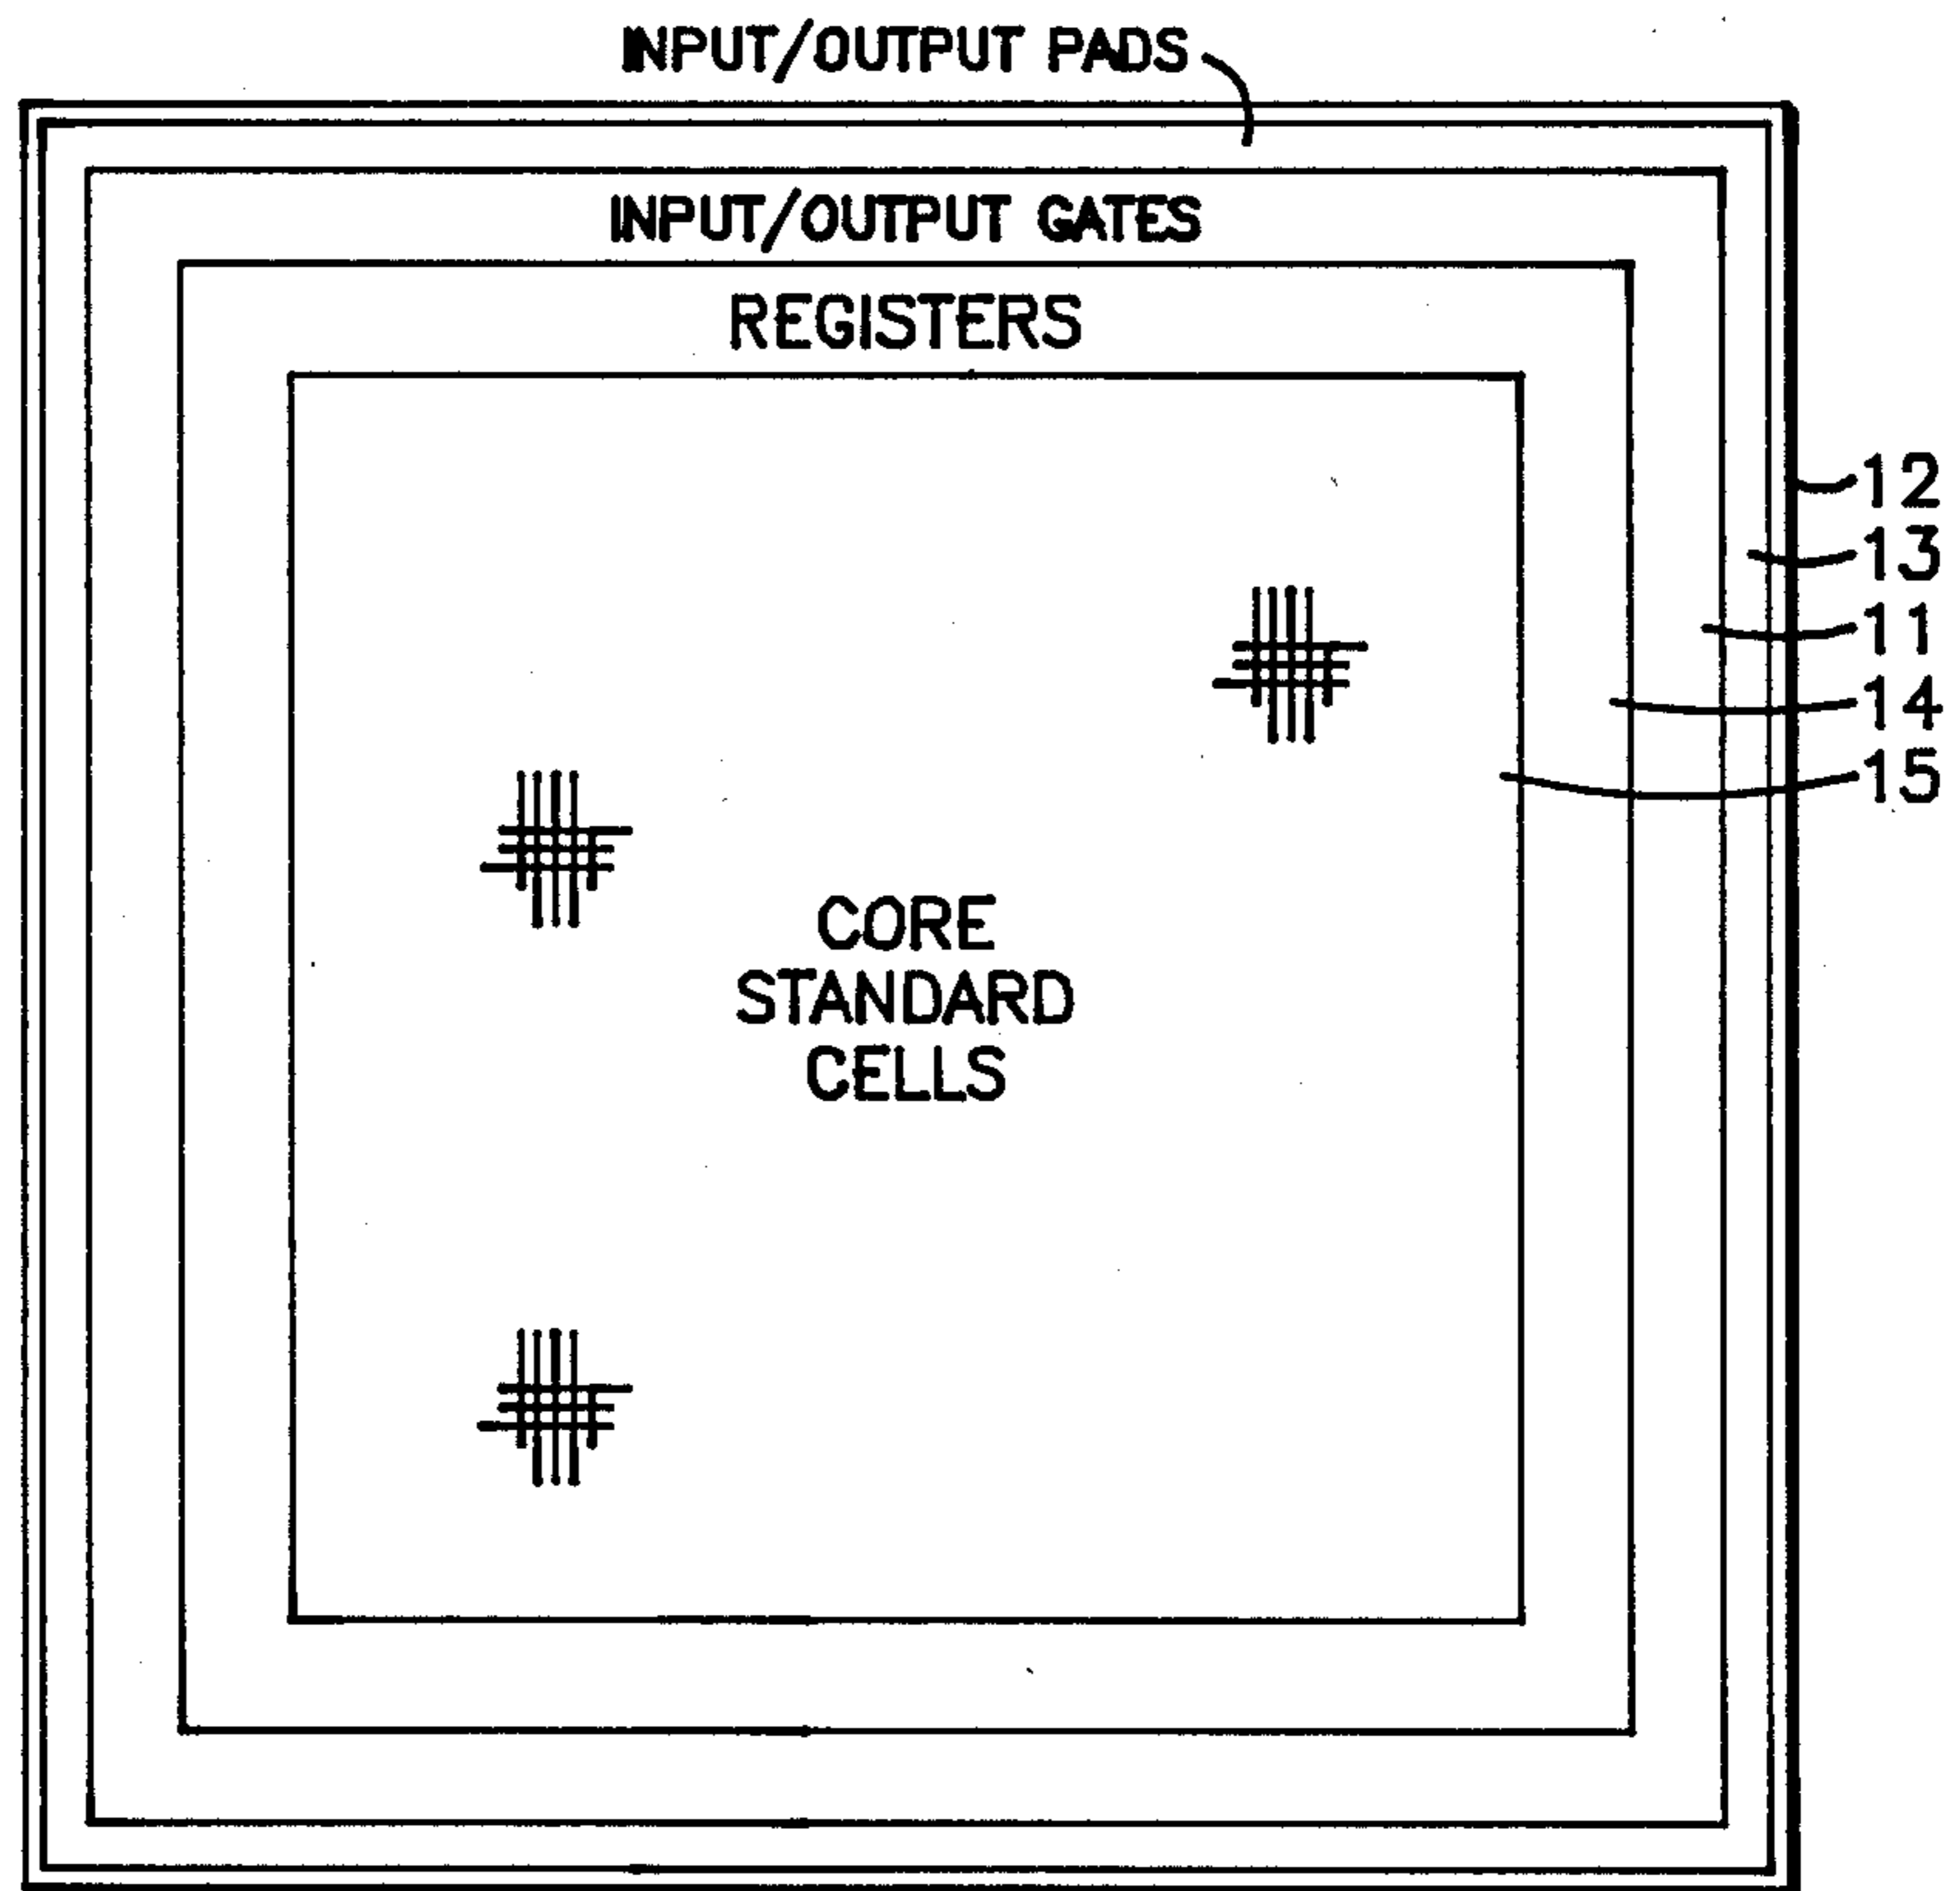 INPUT/OUTPUT PADS
INPUT/OUTPUT GATES
REGISTERS
12
13
11
14
15
CORE
STANDARD
CELLS